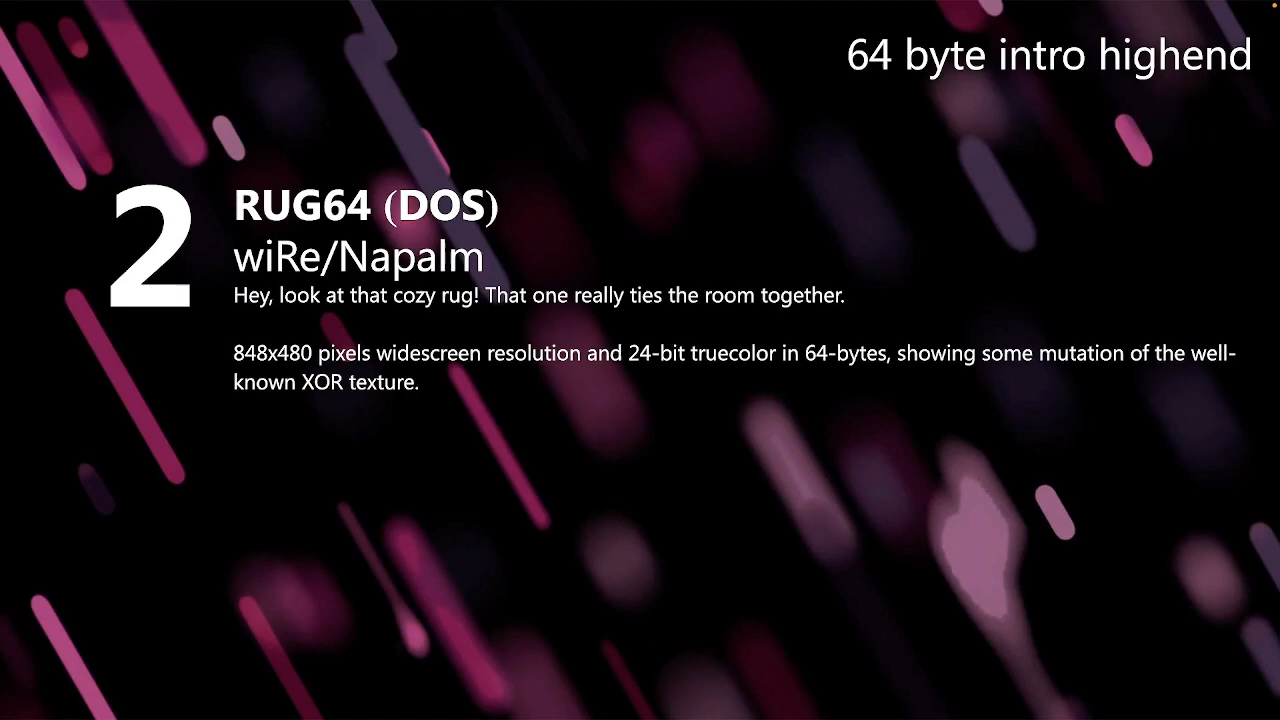 64 byte intro highend
2
RUG64 (DOS)
wiRe/Napalm
Hey, look at that cozy rug! That one really ties the room together.
848x480 pixels widescreen resolution and 24-bit truecolor in 64-bytes, showing some mutation of the well-
known XOR texture.